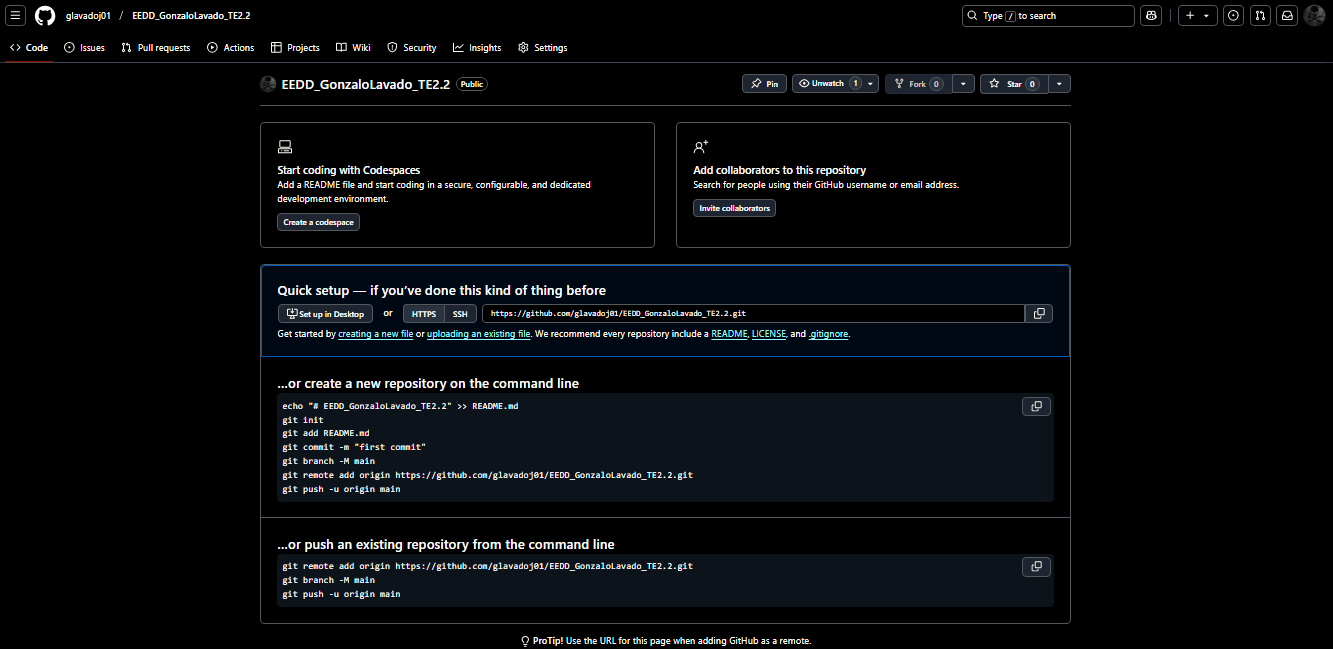 glavadoj01 / EEDD_GonzaloLavado_TE2.2
Type / to search
Code Issues Pull requests Actions Projects Wiki Security Insights Settings
EEDD_GonzaloLavado_TE2.2 Public
Pin Unwatch 1 Fork 0 Star 0
Start coding with Codespaces
Add a README file and start coding in a secure, configurable, and dedicated
development environment.
Create a codespace
Add collaborators to this repository
Search for people using their GitHub username or email address.
Invite collaborators
Quick setup — if you've done this kind of thing before
Set up in Desktop or HTTPS SSH https://github.com/glavadoj01/EEDD_GonzaloLavado_TE2.2.git
Get started by creating a new file or uploading an existing file. We recommend every repository include a README, LICENSE, and .gitignore.
…or create a new repository on the command line
echo "# EEDD_GonzaloLavado_TE2.2" >> README.md
git init
git add README.md
git commit -m "first commit"
git branch -M main
git remote add origin https://github.com/glavadoj01/EEDD_GonzaloLavado_TE2.2.git
git push -u origin main
…or push an existing repository from the command line
git remote add origin https://github.com/glavadoj01/EEDD_GonzaloLavado_TE2.2.git
git branch -M main
git push -u origin main
ProTip! Use the URL for this page when adding GitHub as a remote.